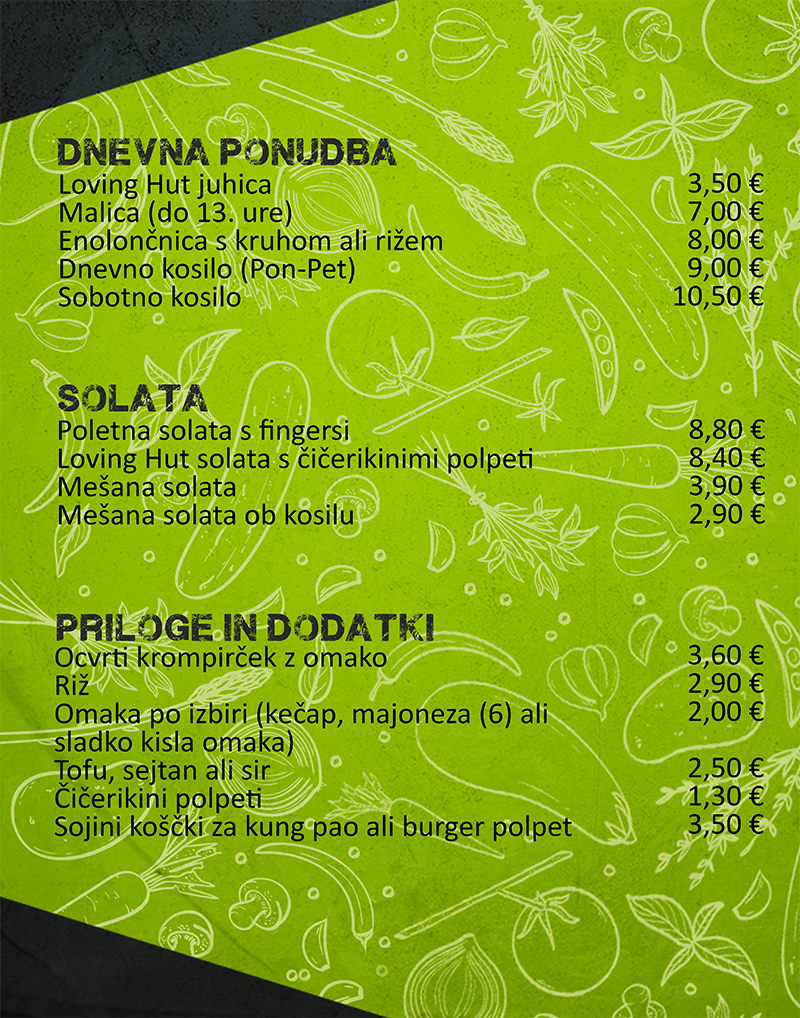 DNEVNA PONUDBA
Loving Hut juhica 3,50 €
Malica (do 13. ure) 7,00 €
Enolončnica s kruhom ali rižem 8,00 €
Dnevno kosilo (Pon-Pet) 9,00 €
Sobotno kosilo 10,50 €
SOLATA
Poletna solata s fingersi 8,80 €
Loving Hut solata s čičerikinimi polpeti 8,40 €
Mešana solata 3,90 €
Mešana solata ob kosilu 2,90 €
PRILOGE IN DODATKI
Ocvrti krompirček z omako 3,60 €
Riž 2,90 €
Omaka po izbiri (kečap, majoneza (6) ali 2,00 €
sladko kisla omaka)
Tofu, sejtan ali sir 2,50 €
Čičerikini polpeti 1,30 €
Sojini koščki za kung pao ali burger polpet 3,50 €